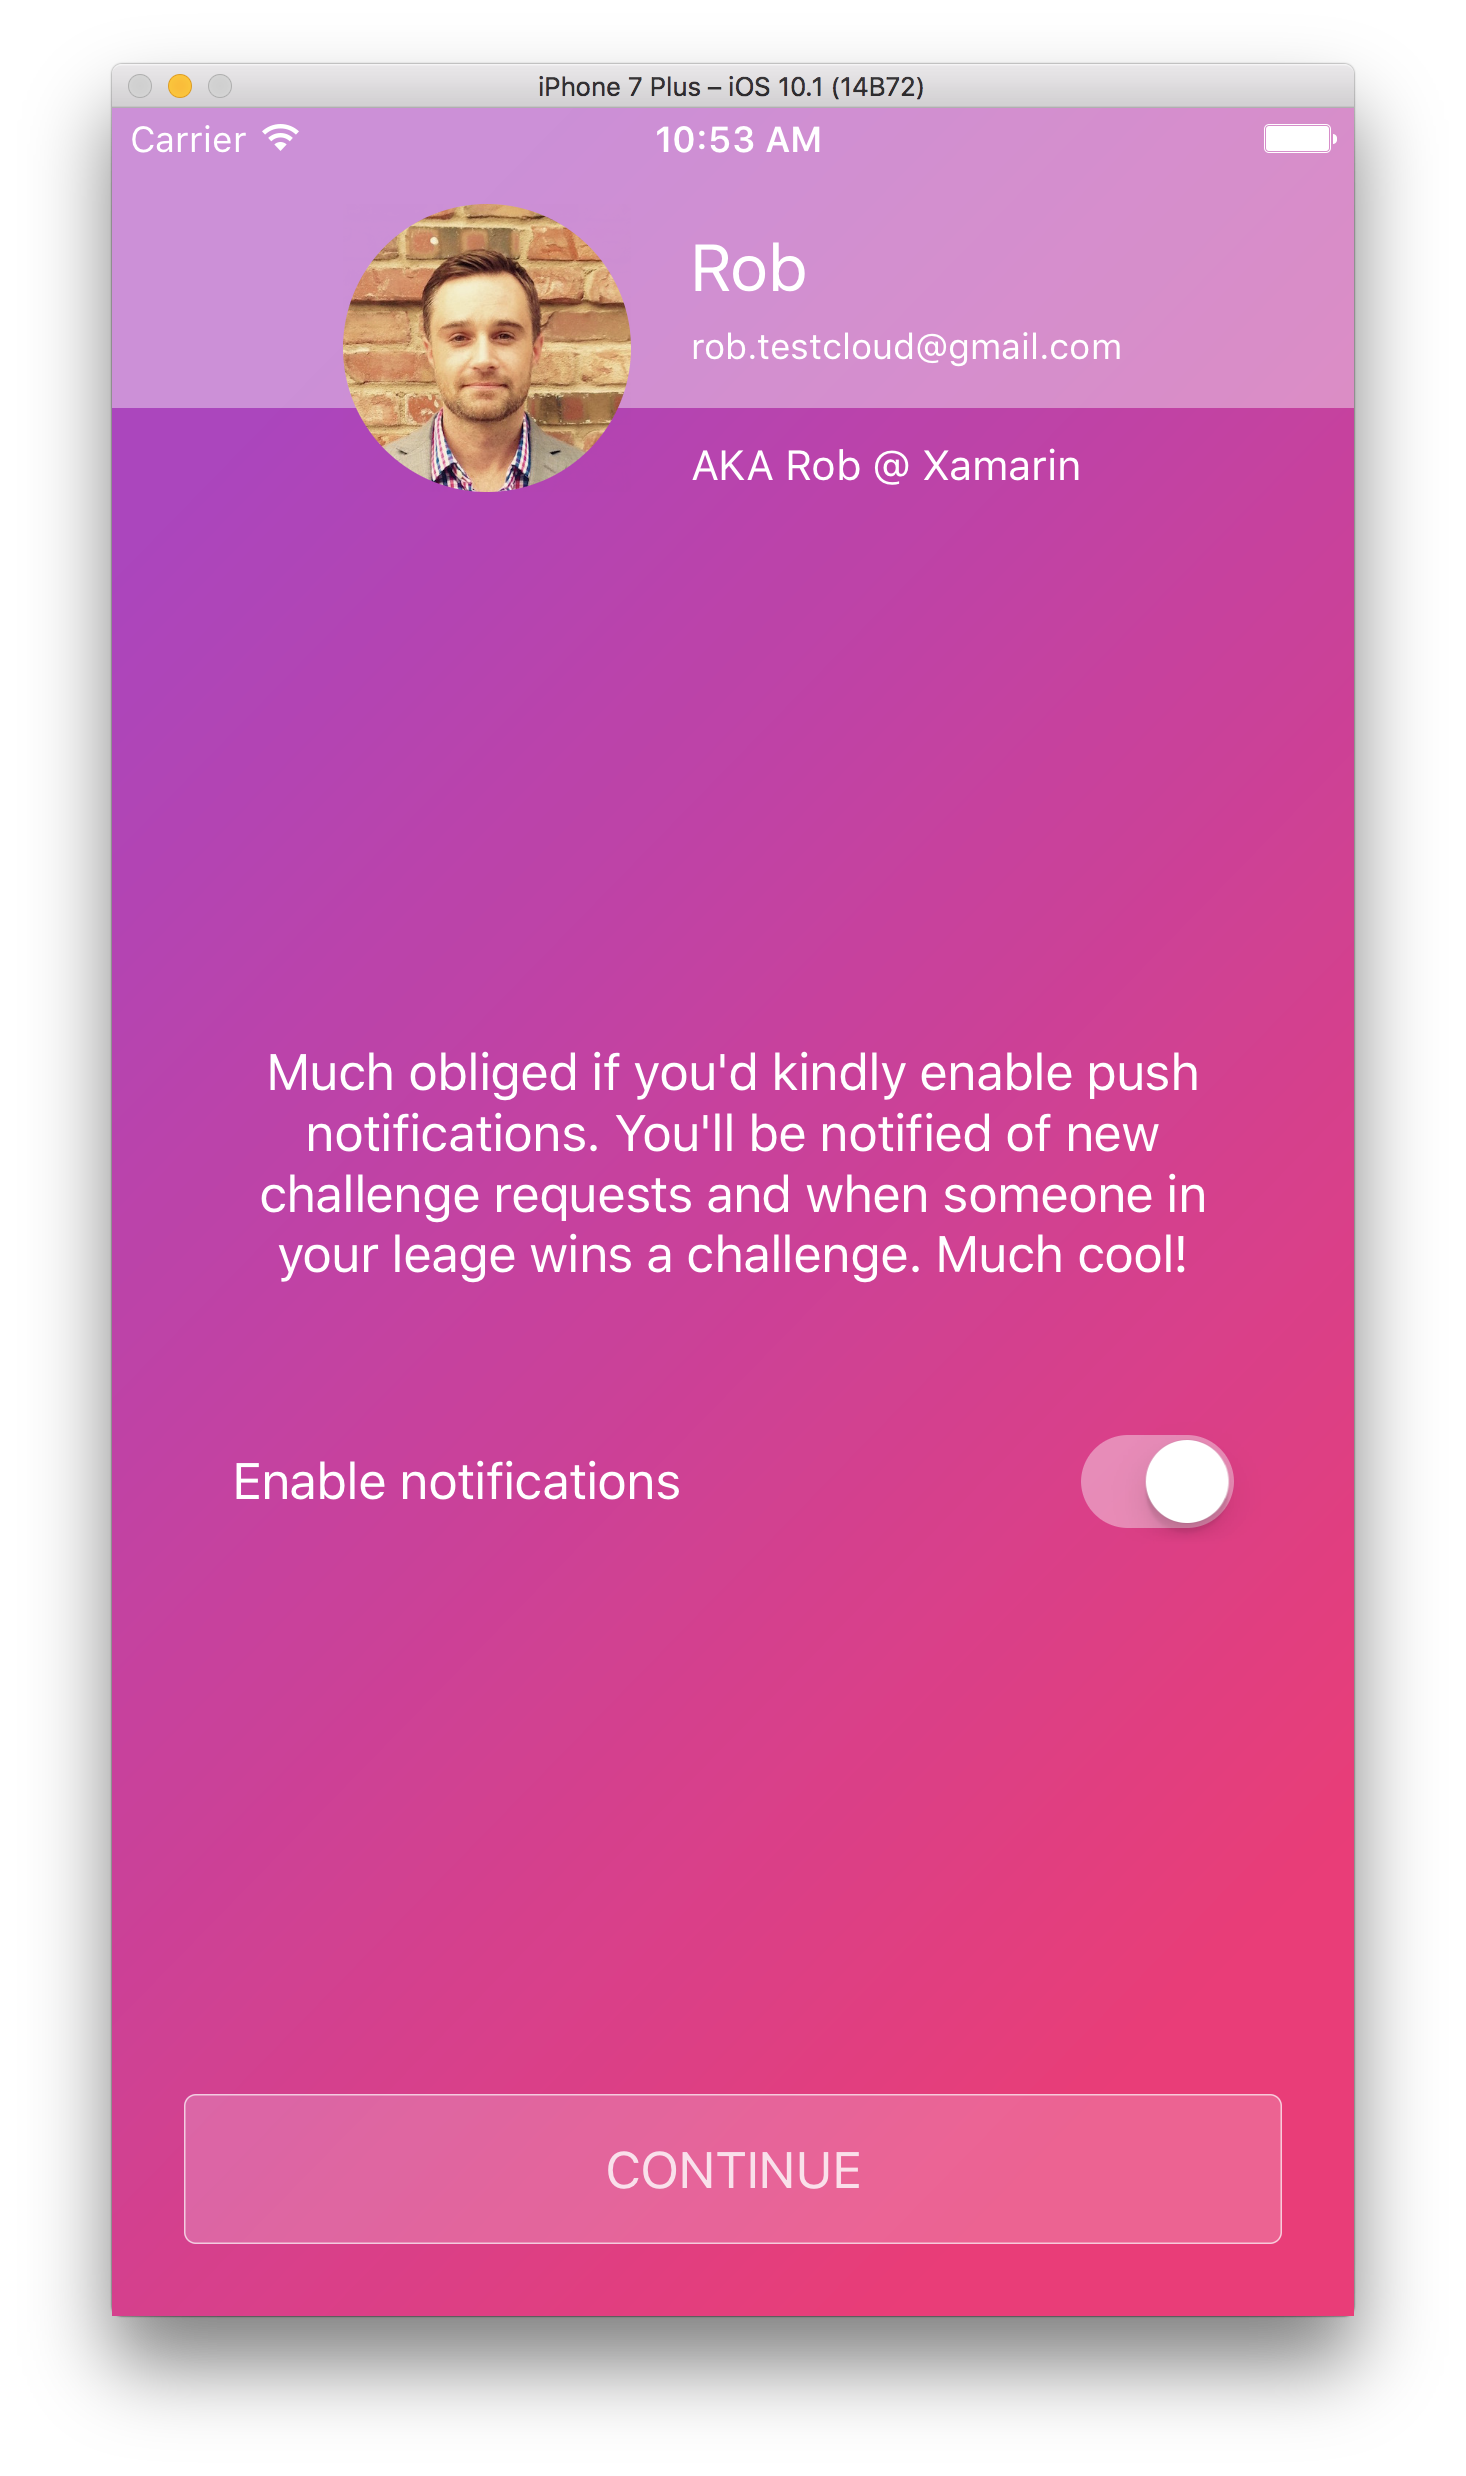 iPhone 7 Plus – iOS 10.1 (14B72)
Carrier 10:53 AM
Rob
rob.testcloud@gmail.com
AKA Rob @ Xamarin
Much obliged if you'd kindly enable push
notifications. You'll be notified of new
challenge requests and when someone in
your leage wins a challenge. Much cool!
Enable notifications
CONTINUE